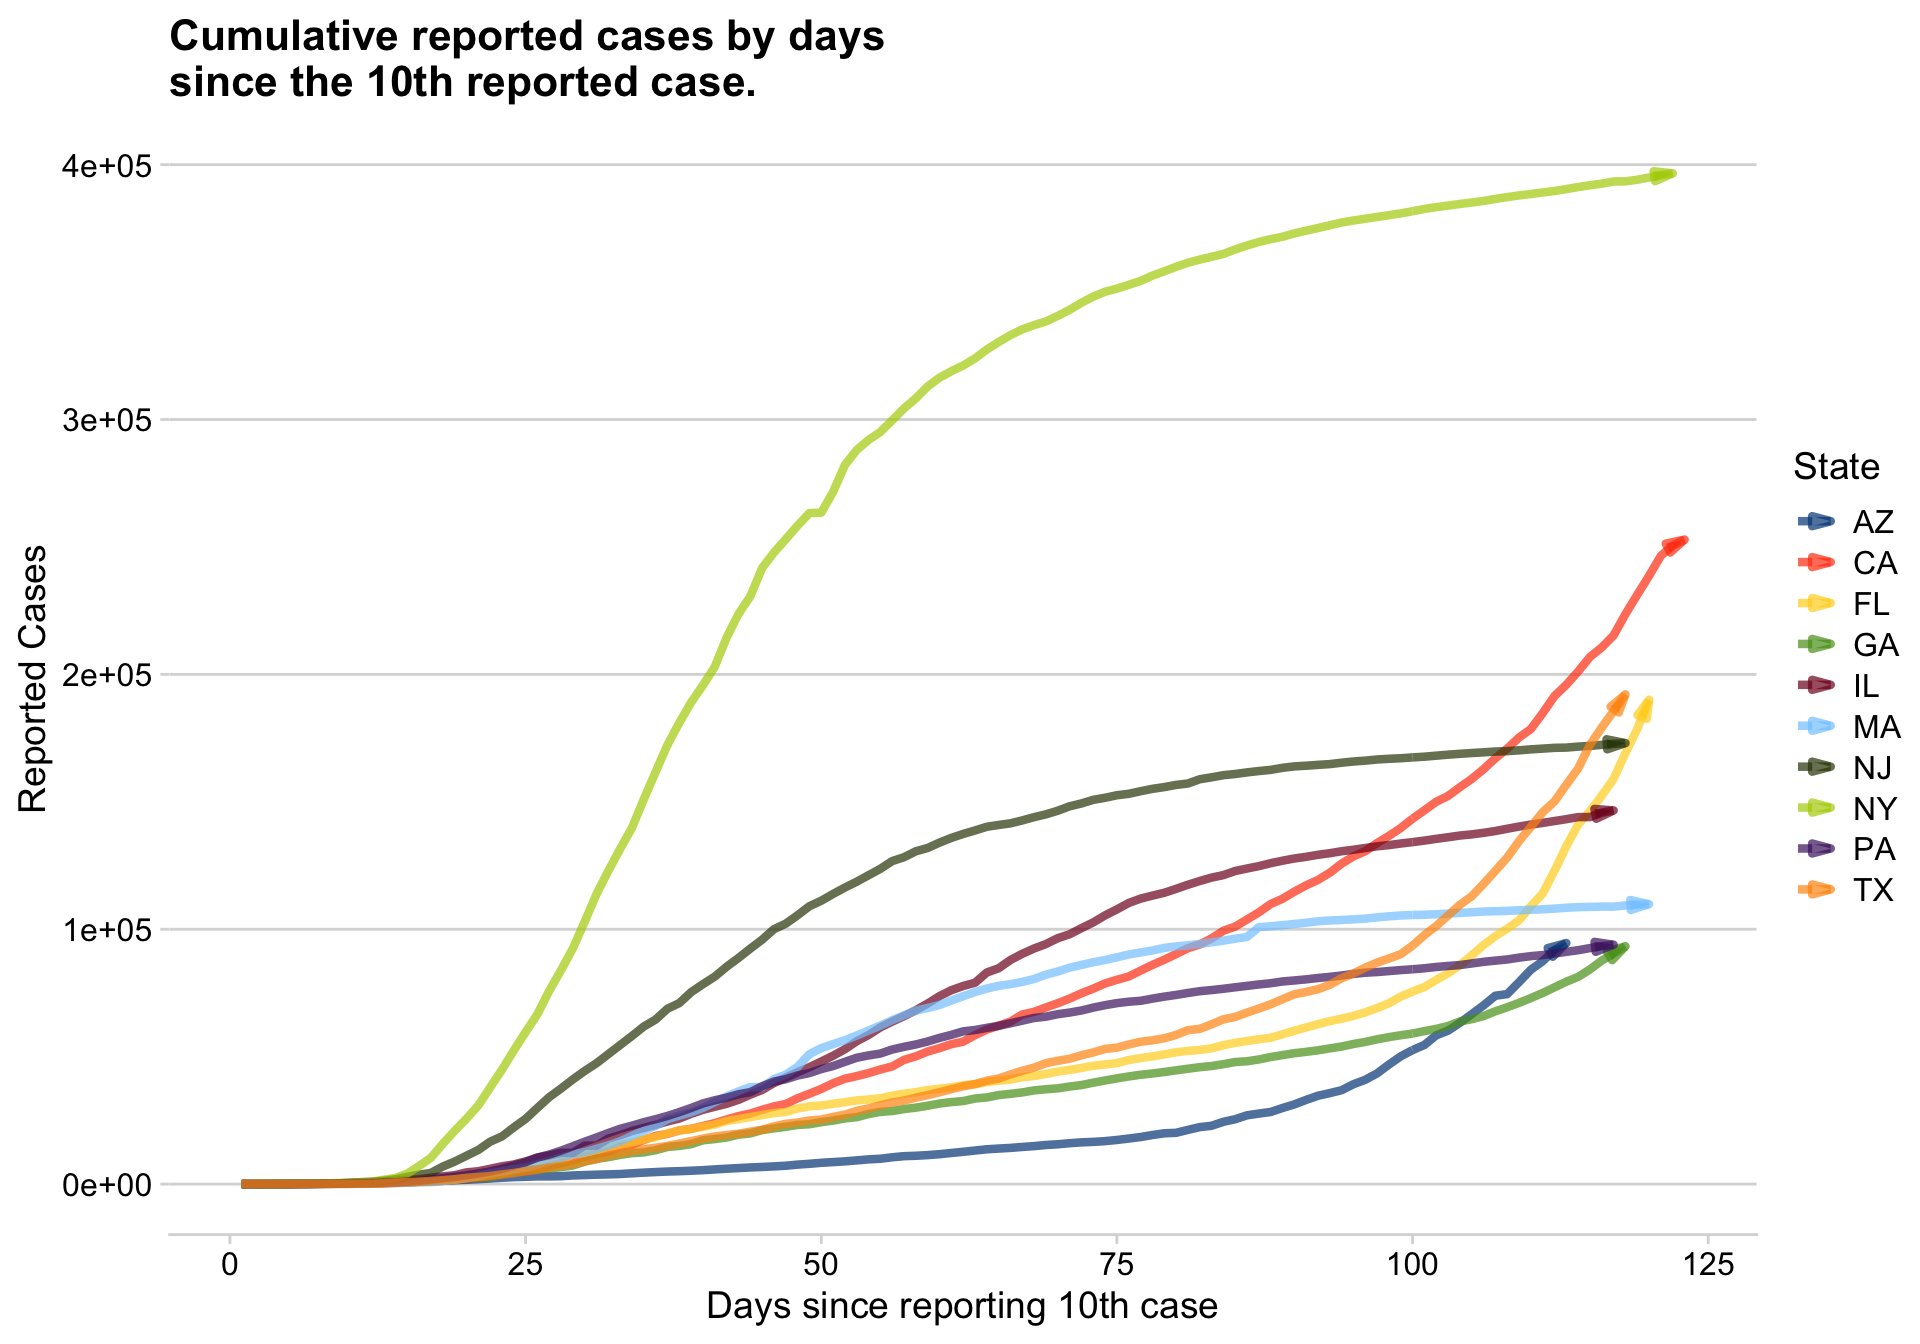 Cumulative reported cases by days
since the 10th reported case.
4e+05
3e+05
2e+05
1e+05
0e+00
Reported Cases
0
25
50
75
100
125
Days since reporting 10th case
State
AZ
CA
FL
GA
IL
MA
NJ
NY
PA
TX